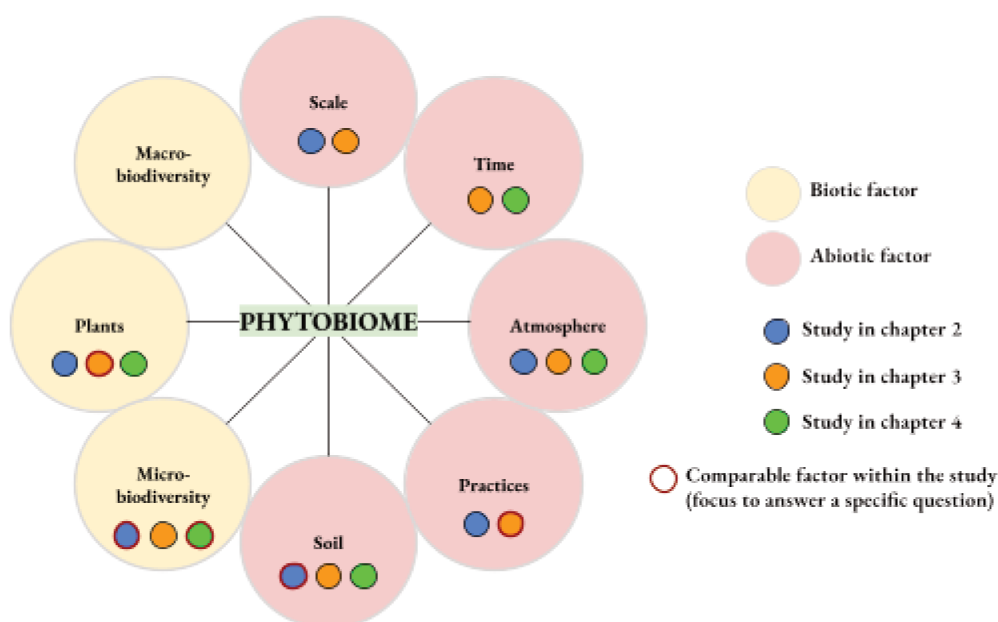 Scale
Macro-
biodiversity
Time
Biotic factor
Abiotic factor
Plants
PHYTOBIOME
Atmosphere
Study in chapter 2
Study in chapter 3
Study in chapter 4
Micro-
biodiversity
Practices
Comparable factor within the study
(focus to answer a specific question)
Soil